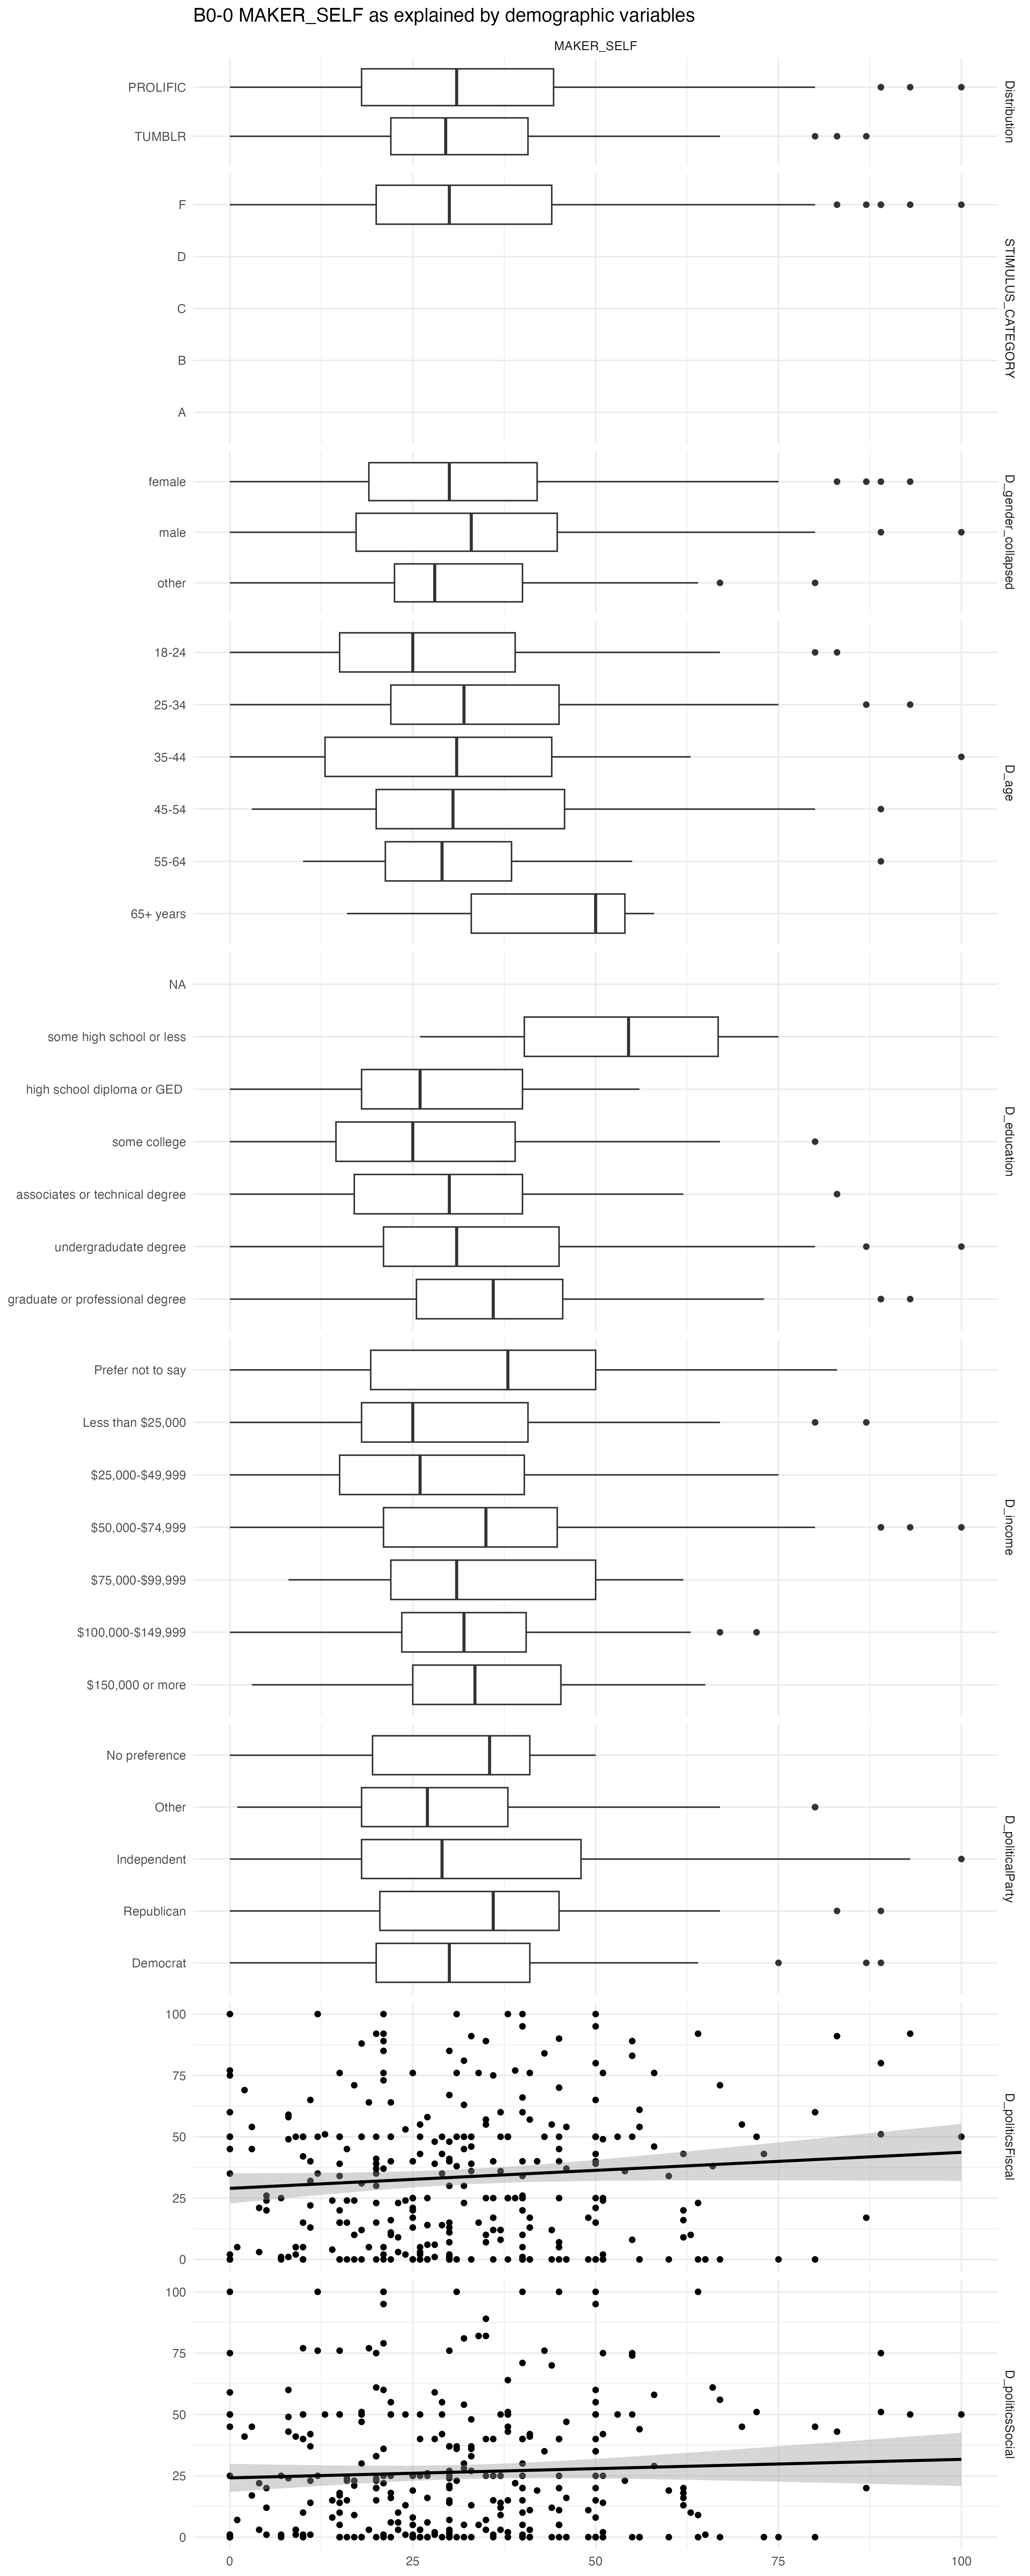 B0-0 MAKER_SELF as explained by demographic variables
MAKER_SELF
PROLIFIC
TUMBLR
Distribution
F
D
C
B
A
STIMULUS_CATEGORY
female
male
other
D_gender_collapsed
18-24
25-34
35-44
45-54
55-64
65+ years
D_age
NA
some high school or less
high school diploma or GED
some college
associates or technical degree
undergradudate degree
graduate or professional degree
D_education
Prefer not to say
Less than $25,000
$25,000-$49,999
$50,000-$74,999
$75,000-$99,999
$100,000-$149,999
$150,000 or more
D_income
No preference
Other
Independent
Republican
Democrat
D_politicalParty
100
75
50
25
0
D_politicsFiscal
100
75
50
25
0
D_politicsSocial
0 25 50 75 100